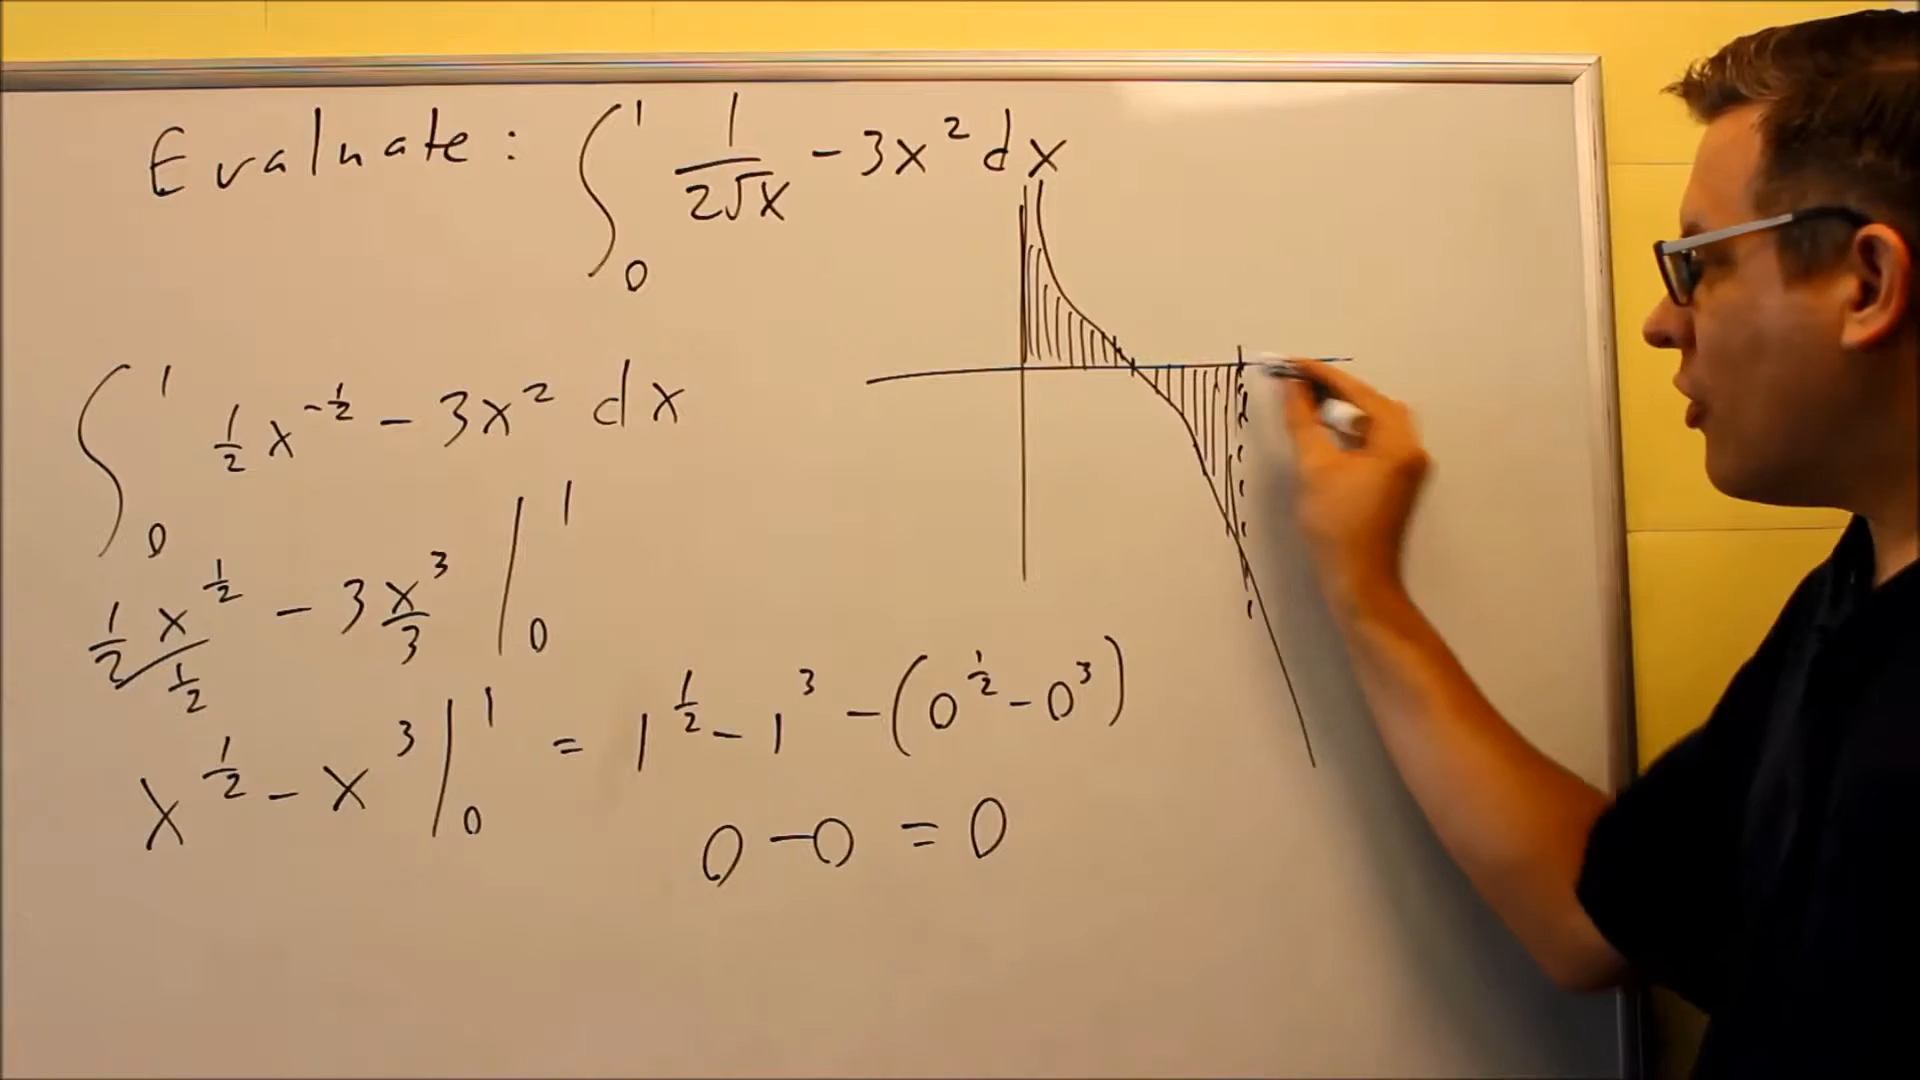 Evaluate: ∫₀¹ 1/(2√x) - 3x² dx
∫₀¹ ½x^(-½) - 3x² dx
½ x^(½)/(½) - 3 x³/3 |₀¹
x^(½) - x³ |₀¹ = 1^(½) - 1³ - (0^(½) - 0³)
0 - 0 = 0